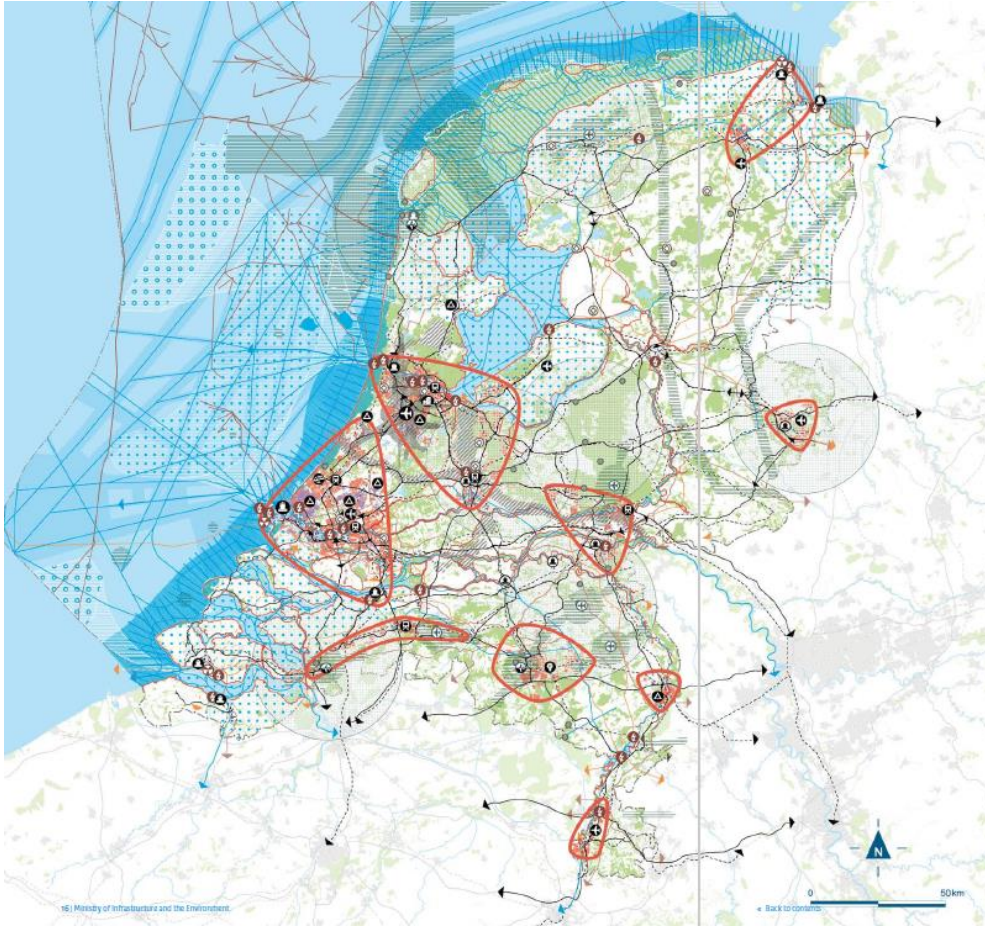 N
0 50km
16 | Ministry of Infrastructure and the Environment
« Back to contents